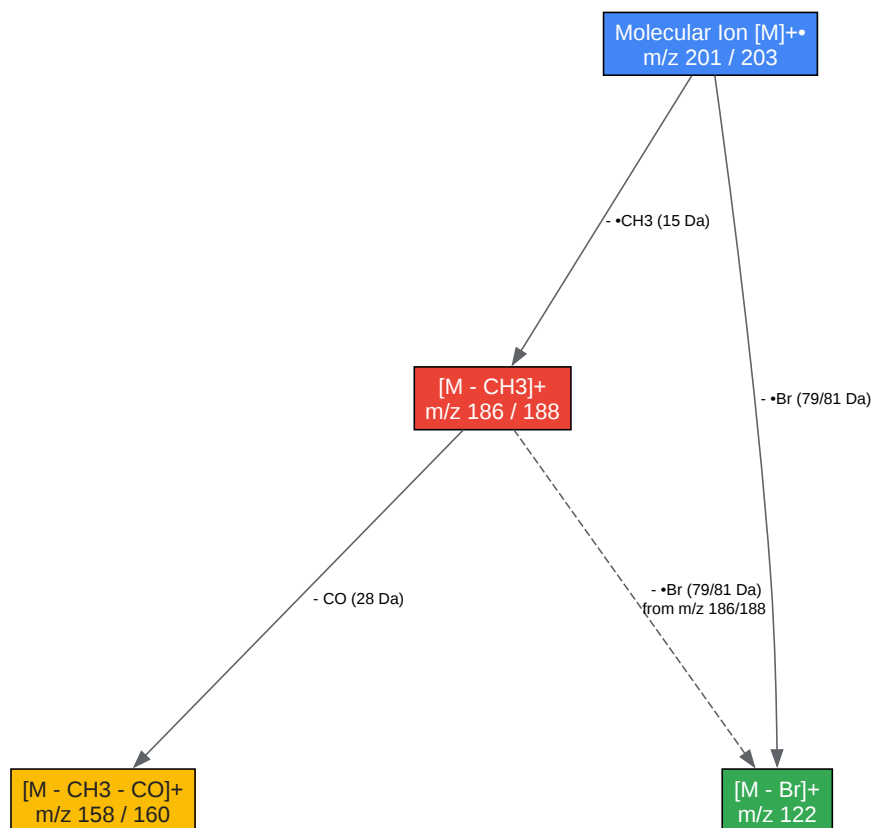 Molecular Ion [M]+•
m/z 201 / 203
- •CH3 (15 Da)
[M - CH3]+
m/z 186 / 188
- •Br (79/81 Da)
- CO (28 Da)
- •Br (79/81 Da)
from m/z 186/188
[M - CH3 - CO]+
m/z 158 / 160
[M - Br]+
m/z 122